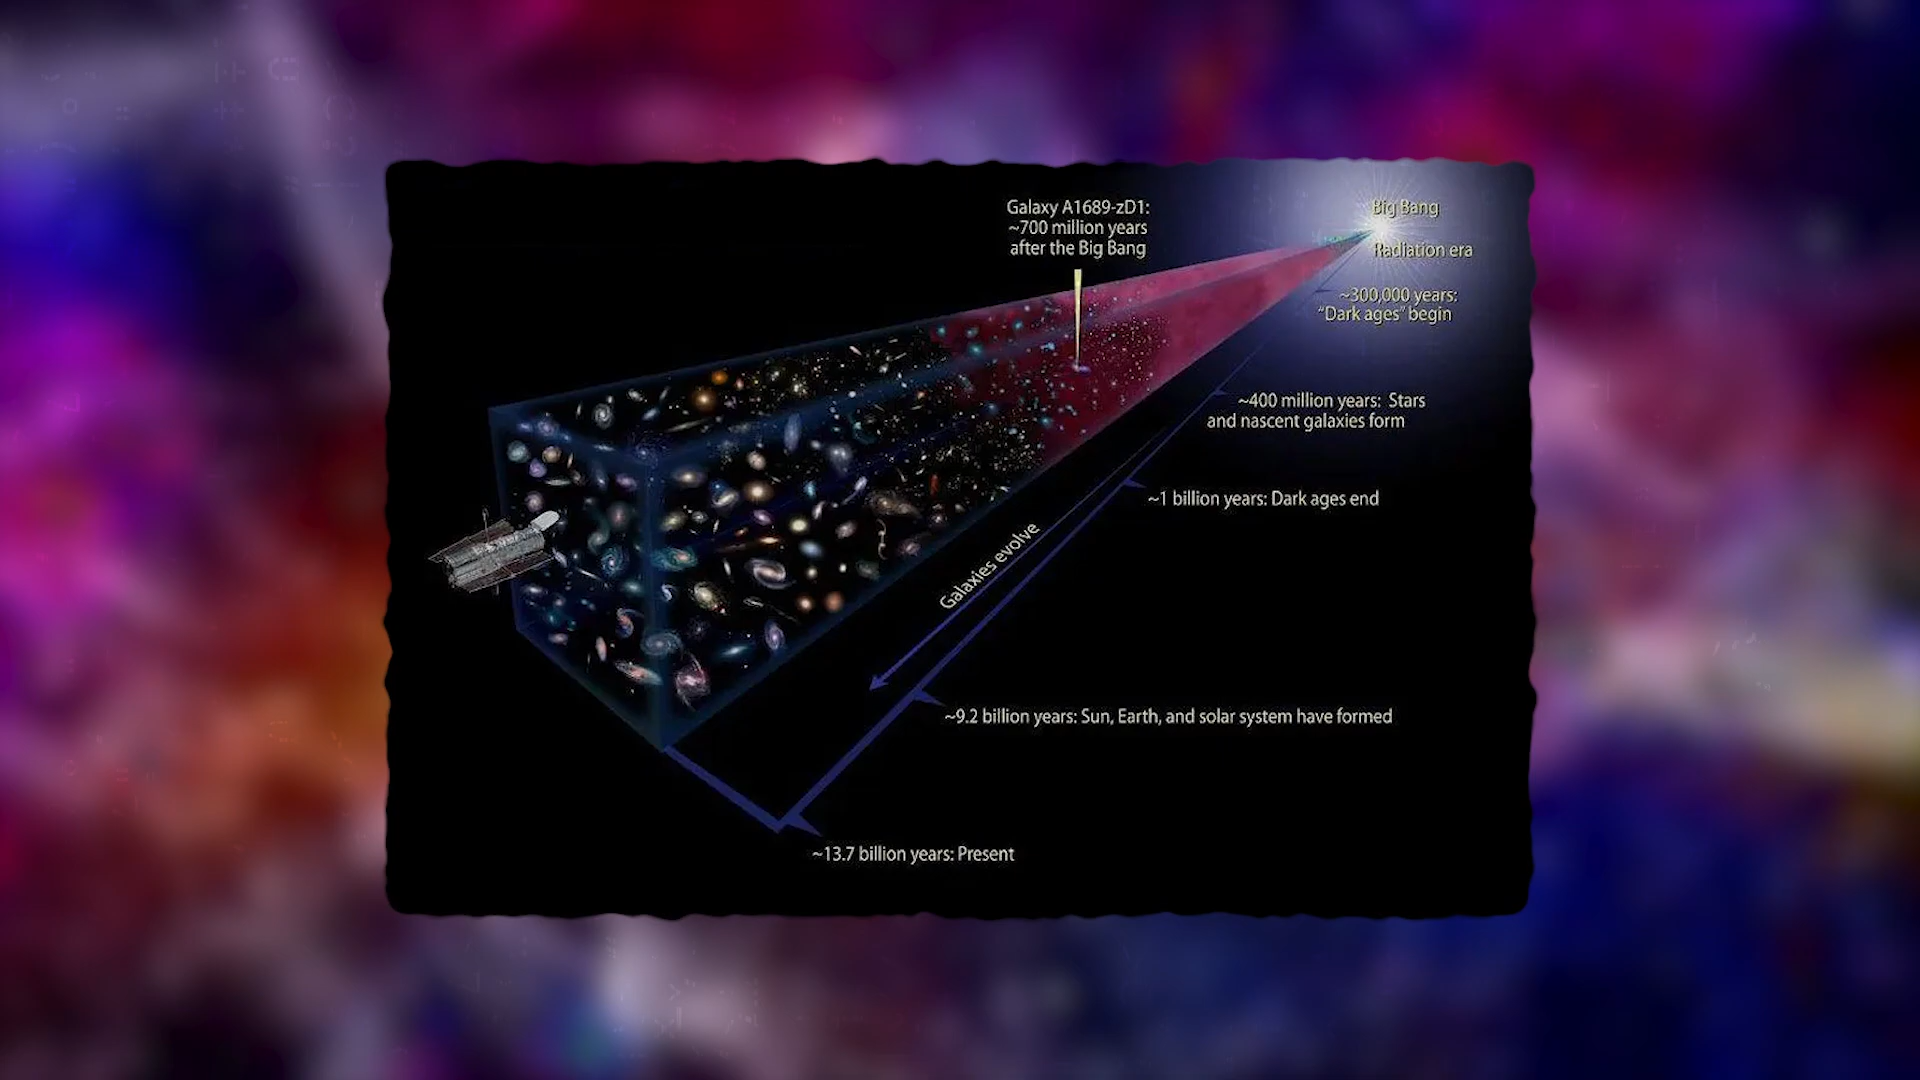 Galaxy A1689-zD1:
~700 million years
after the Big Bang
Big Bang
Radiation era
~300,000 years:
“Dark ages” begin
~400 million years: Stars
and nascent galaxies form
~1 billion years: Dark ages end
Galaxies evolve
~9.2 billion years: Sun, Earth, and solar system have formed
~13.7 billion years: Present